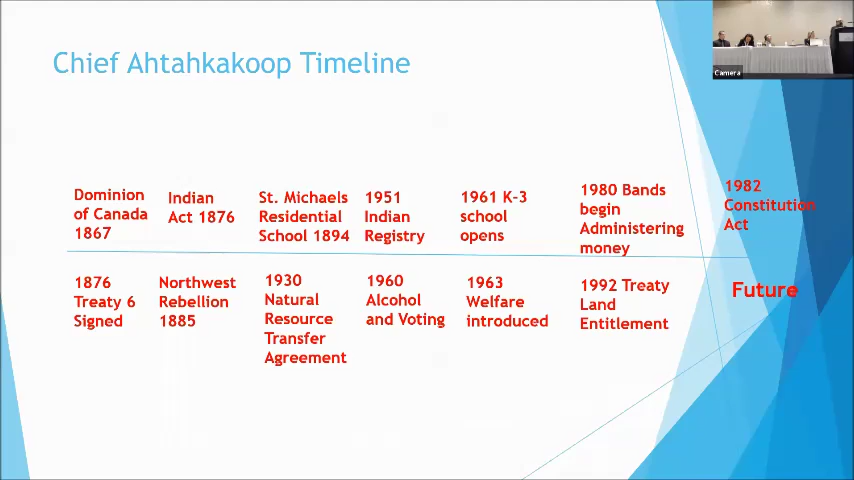 Chief Ahtahkakoop Timeline
Camera
Dominion
of Canada
1867
Indian
Act 1876
St. Michaels
Residential
School 1894
1951
Indian
Registry
1961 K-3
school
opens
1980 Bands
begin
Administering
money
1982
Constitution
Act
1876
Treaty 6
Signed
Northwest
Rebellion
1885
1930
Natural
Resource
Transfer
Agreement
1960
Alcohol
and Voting
1963
Welfare
introduced
1992 Treaty
Land
Entitlement
Future